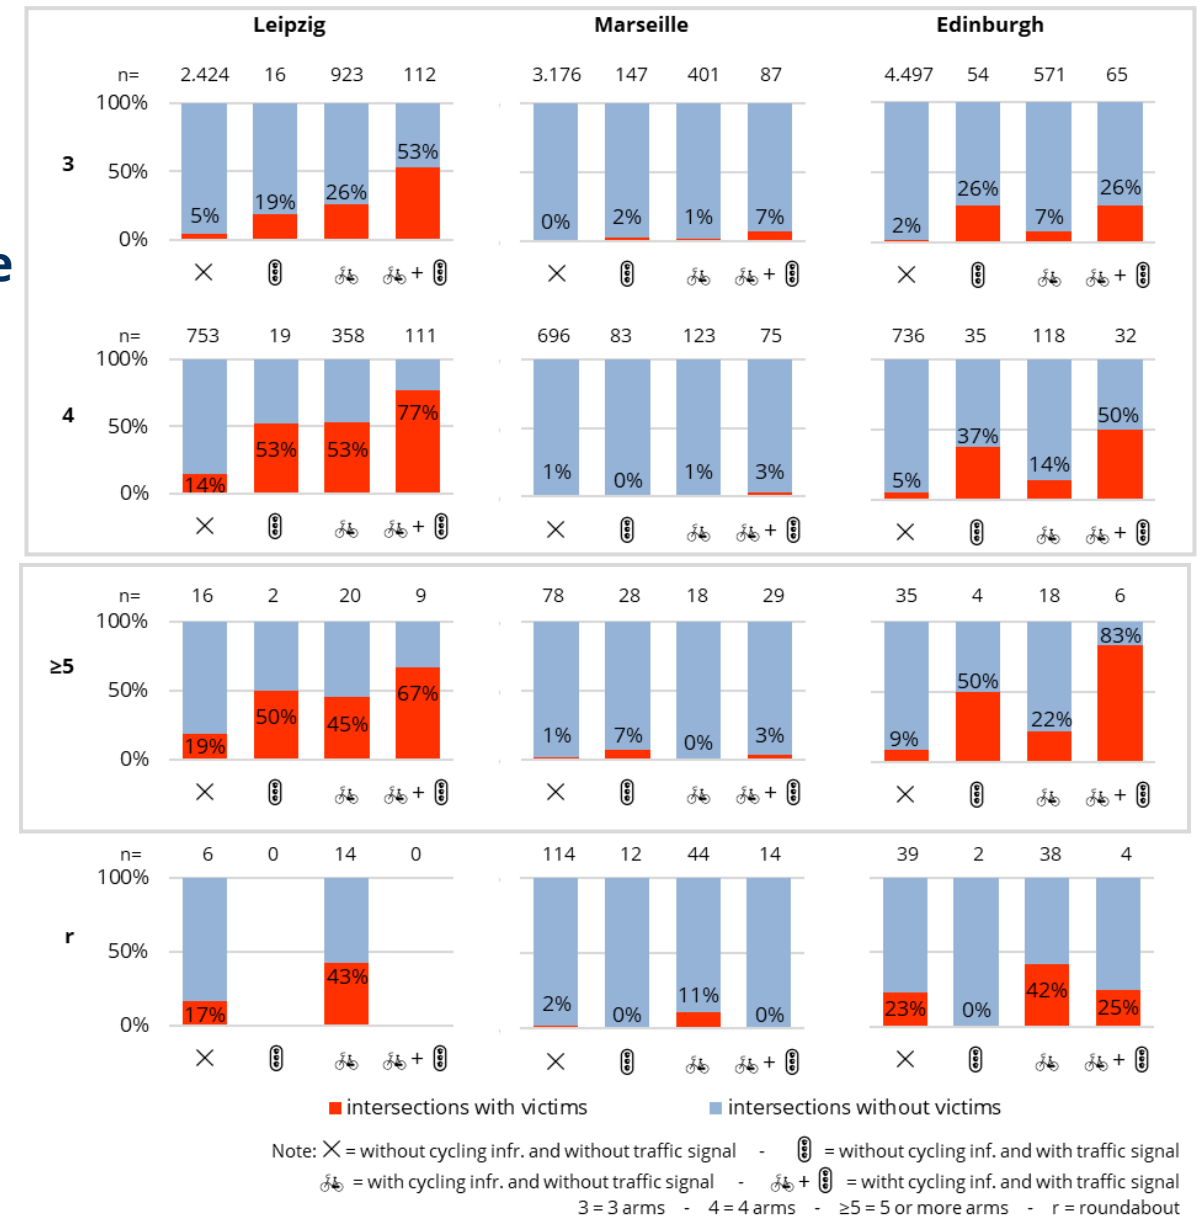 Leipzig Marseille Edinburgh
n= 2.424 16 923 112 3.176 147 401 87 4.497 54 571 65
100%
3 50% 5% 19% 26% 53% 0% 2% 1% 7% 2% 26% 7% 26%
0%
e
+ + +
n= 753 19 358 111 696 83 123 75 736 35 118 32
100%
4 50% 14% 53% 53% 77% 1% 0% 1% 3% 5% 37% 14% 50%
0%
+ + +
n= 16 2 20 9 78 28 18 29 35 4 18 6
100%
≥5 50% 19% 50% 45% 67% 1% 7% 0% 3% 9% 50% 22% 83%
0%
+ + +
n= 6 0 14 0 114 12 44 14 39 2 38 4
100%
r 50% 17% 43% 2% 0% 11% 0% 23% 0% 42% 25%
0%
+ + +
intersections with victims intersections without victims
Note: = without cycling infr. and without traffic signal - = without cycling inf. and with traffic signal
= with cycling infr. and without traffic signal - + = witht cycling inf. and with traffic signal
3 = 3 arms - 4 = 4 arms - ≥5 = 5 or more arms - r = roundabout